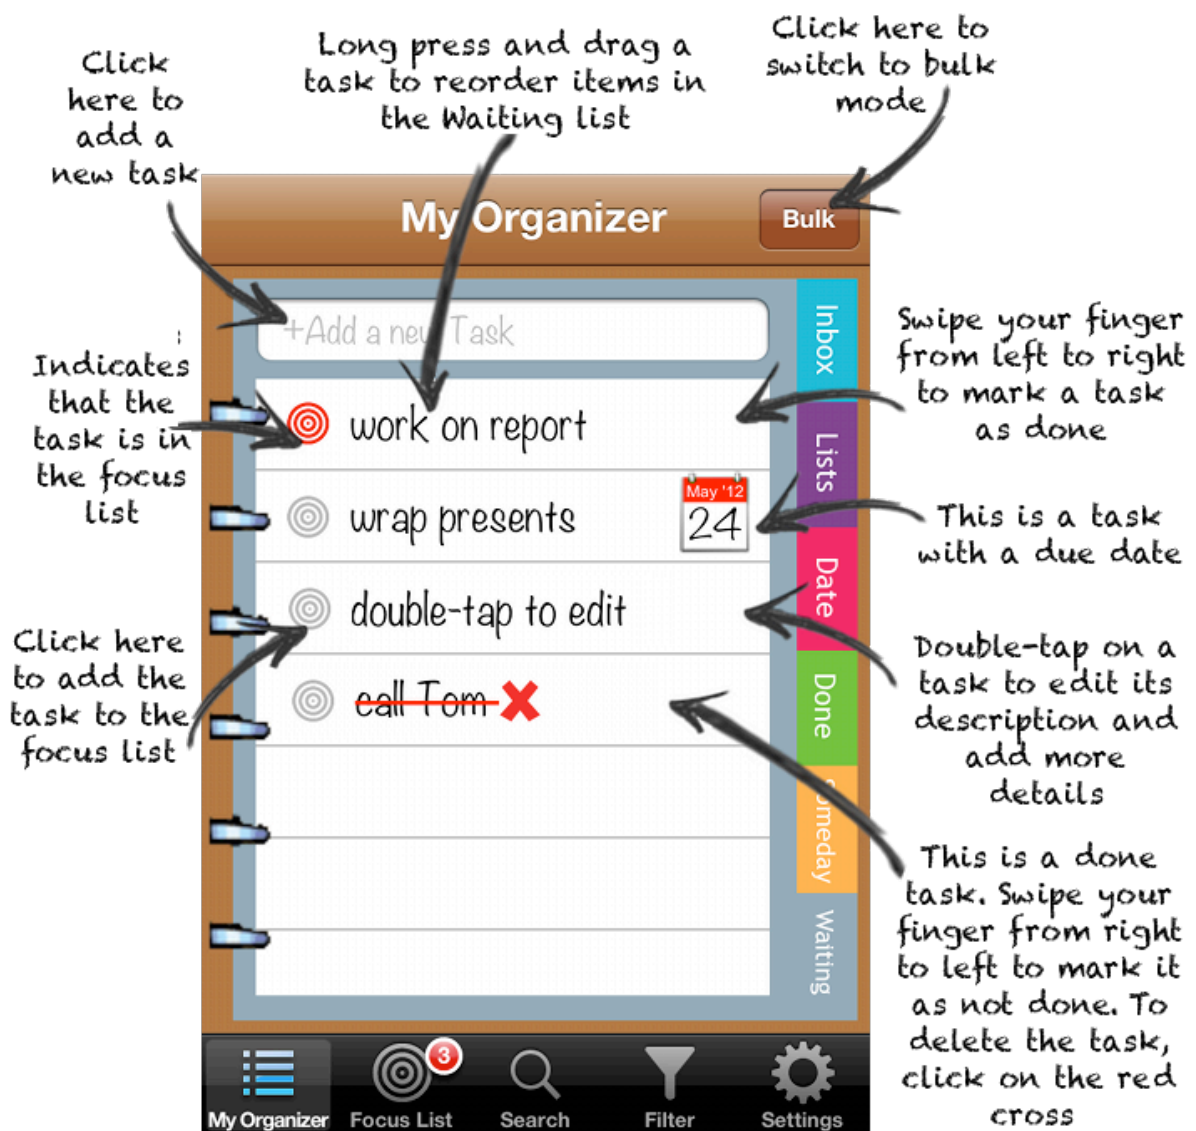 Click
here to
add a
new task
Long press and drag a
task to reorder items in
the Waiting list
Click here to
switch to bulk
mode
My Organizer
Bulk
+Add a new Task
Inbox
Lists
Date
Done
Someday
Waiting
Indicates
that the
task is in
the focus
list
work on report
Swipe your finger
from left to right
to mark a task
as done
wrap presents
May '12
24
This is a task
with a due date
Click here
to add the
task to the
focus list
double-tap to edit
Double-tap on a
task to edit its
description and
add more
details
call Tom
This is a done
task. Swipe your
finger from right
to left to mark it
as not done. To
delete the task,
click on the red
cross
My Organizer
Focus List
3
Search
Filter
Settings